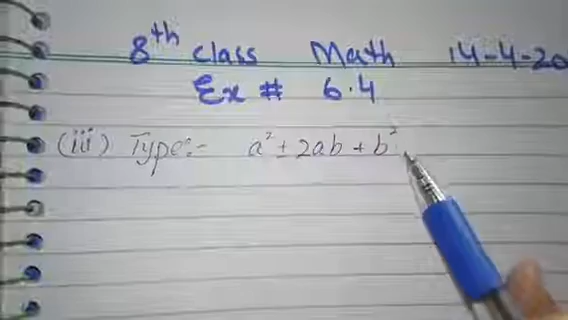 8th class Math 14-4-20
Ex # 6.4
(iii) Type:- a² ± 2ab + b²